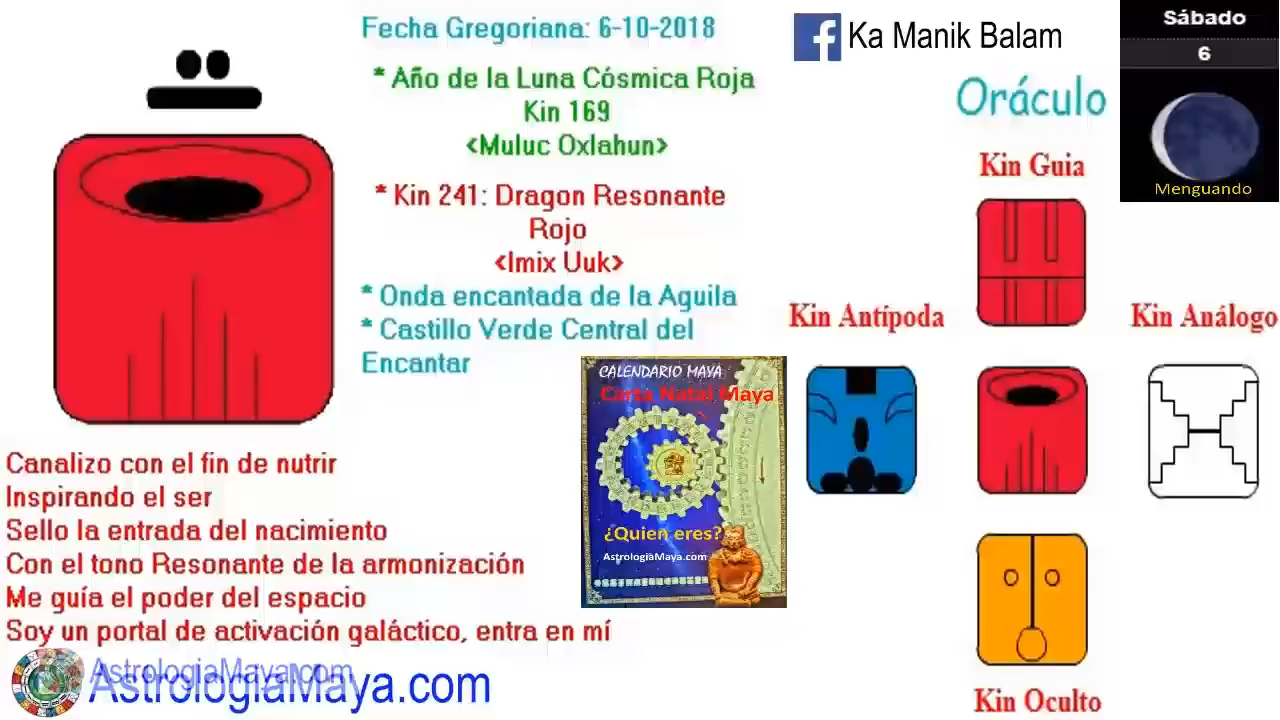 Fecha Gregoriana: 6-10-2018
* Año de la Luna Cósmica Roja
Kin 169
<Muluc Oxlahun>
* Kin 241: Dragon Resonante
Rojo
<Imix Uuk>
* Onda encantada de la Aguila
* Castillo Verde Central del
Encantar
Ka Manik Balam
Sábado
6
Menguando
Oráculo
Kin Guia
Kin Antípoda
Kin Análogo
Kin Oculto
CALENDARIO MAYA
Carta Natal Maya
¿Quien eres?
AstrologiaMaya.com
Canalizo con el fin de nutrir
Inspirando el ser
Sello la entrada del nacimiento
Con el tono Resonante de la armonización
Me guía el poder del espacio
Soy un portal de activación galáctico, entra en mí
AstrologiaMaya.com
AstrologiaMaya.com